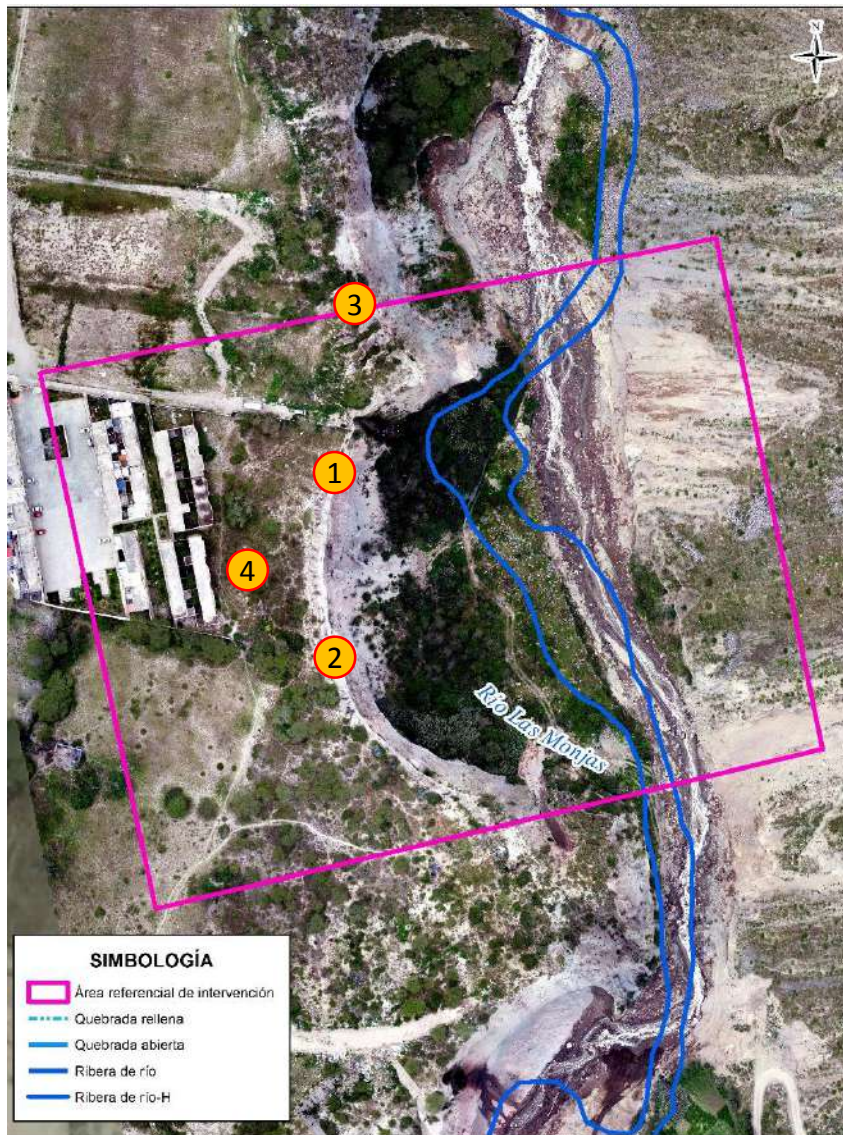 N
3
1
4
2
Río Las Monjas
SIMBOLOGÍA
Área referencial de intervención
Quebrada rellena
Quebrada abierta
Ribera de río
Ribera de río-H